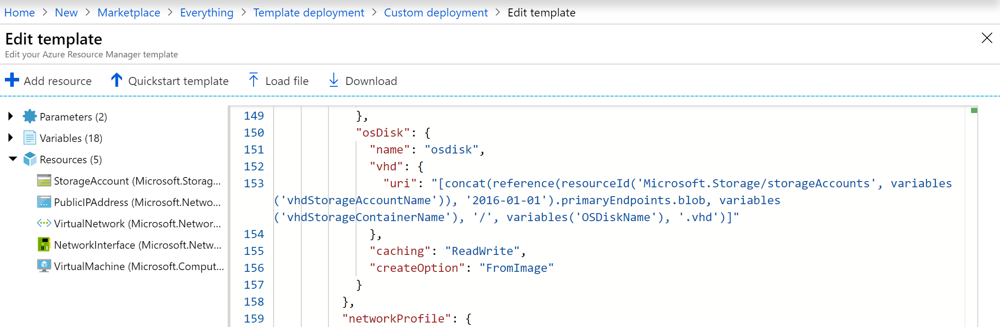 Home > New > Marketplace > Everything > Template deployment > Custom deployment > Edit template
Edit template
Edit your Azure Resource Manager template
Add resource Quickstart template Load file Download
Parameters (2)
Variables (18)
Resources (5)
StorageAccount (Microsoft.Storag...
PublicIPAddress (Microsoft.Netwo...
VirtualNetwork (Microsoft.Networ...
NetworkInterface (Microsoft.Netw...
VirtualMachine (Microsoft.Comput...
149 },
150 "osDisk": {
151 "name": "osdisk",
152 "vhd": {
153 "uri": "[concat(reference(resourceId('Microsoft.Storage/storageAccounts', variables
('vhdStorageAccountName')), '2016-01-01').primaryEndpoints.blob, variables
('vhdStorageContainerName'), '/', variables('OSDiskName'), '.vhd')]"
154 },
155 "caching": "ReadWrite",
156 "createOption": "FromImage"
157 }
158 },
159 "networkProfile": {